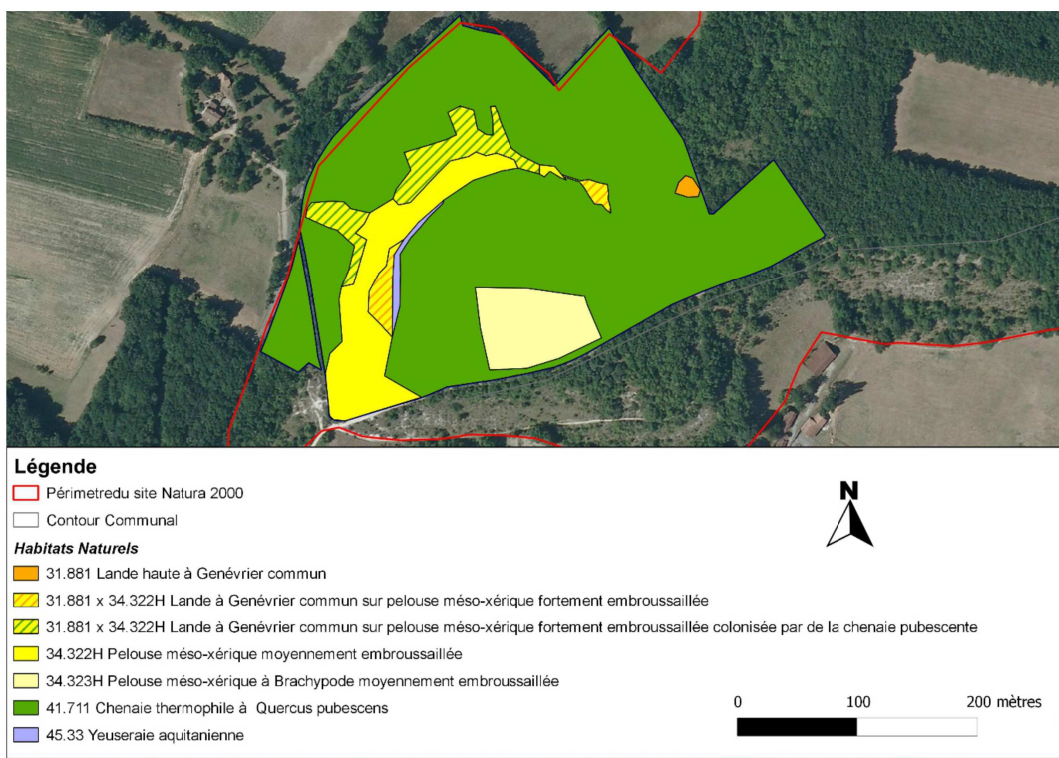 Légende
Périmetredu site Natura 2000
Contour Communal
Habitats Naturels
31.881 Lande haute à Genévrier commun
31.881 x 34.322H Lande à Genévrier commun sur pelouse méso-xérique fortement embroussaillée
31.881 x 34.322H Lande à Genévrier commun sur pelouse méso-xérique fortement embroussaillée colonisée par de la chenaie pubescente
34.322H Pelouse méso-xérique moyennement embroussaillée
34.323H Pelouse méso-xérique à Brachypode moyennement embroussaillée
41.711 Chenaie thermophile à Quercus pubescens
45.33 Yeuseraie aquitanienne
N
0 100 200 mètres